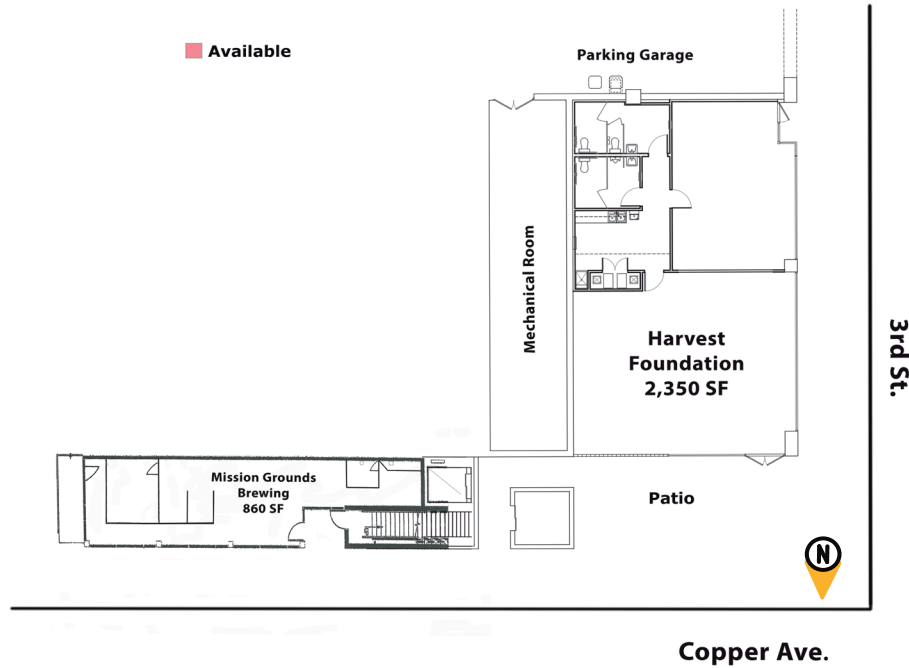 Available
Parking Garage
Mechanical Room
Harvest
Foundation
2,350 SF
3rd St.
Mission Grounds
Brewing
860 SF
Patio
N
Copper Ave.